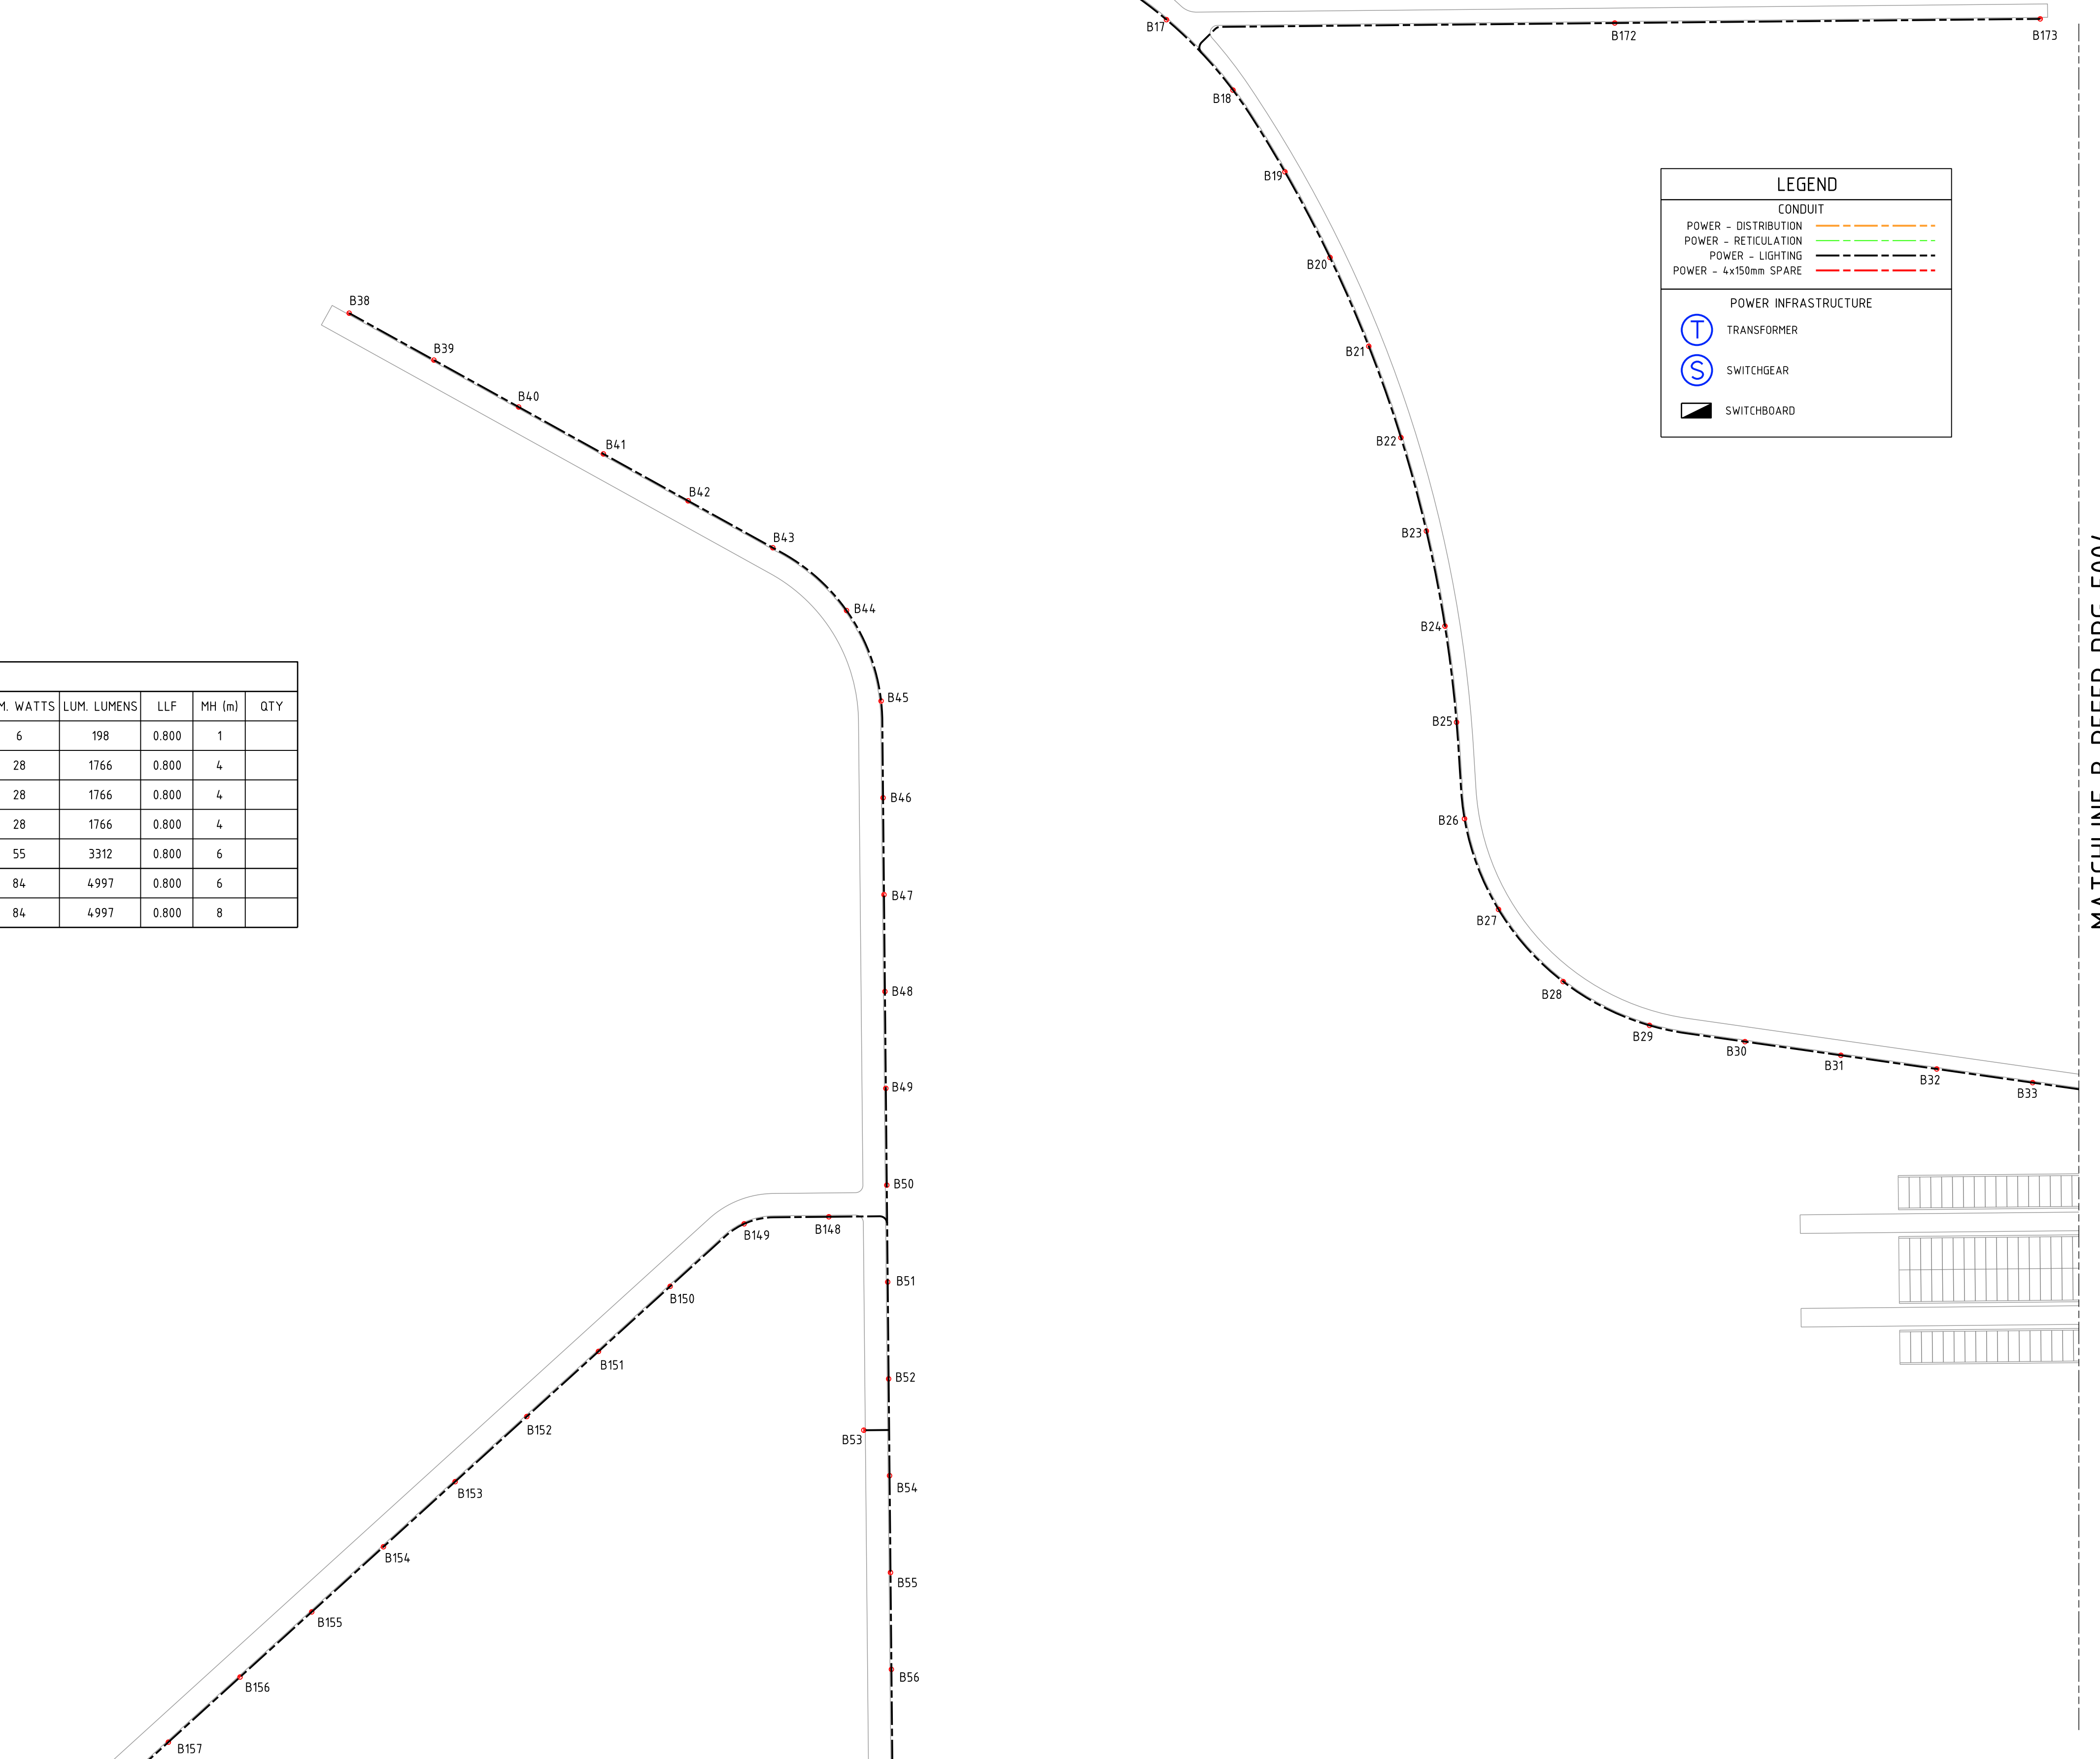 B17
B172
B173
B18
B19
B20
B21
B22
B23
B24
B25
B26
B27
B28
B29
B30
B31
B32
B33
LEGEND
CONDUIT
POWER - DISTRIBUTION
POWER - RETICULATION
POWER - LIGHTING
POWER - 4x150mm SPARE
POWER INFRASTRUCTURE
T TRANSFORMER
S SWITCHGEAR
SWITCHBOARD
B38
B39
B40
B41
B42
B43
B44
B45
B46
B47
B48
B49
B50
B51
B52
B53
B54
B55
B56
B148
B149
B150
B151
B152
B153
B154
B155
B156
B157
WATTS LUM. LUMENS LLF MH (m) QTY
6 198 0.800 1
28 1766 0.800 4
28 1766 0.800 4
28 1766 0.800 4
55 3312 0.800 6
84 4997 0.800 6
84 4997 0.800 8
MATCHLINE B REFER DRG